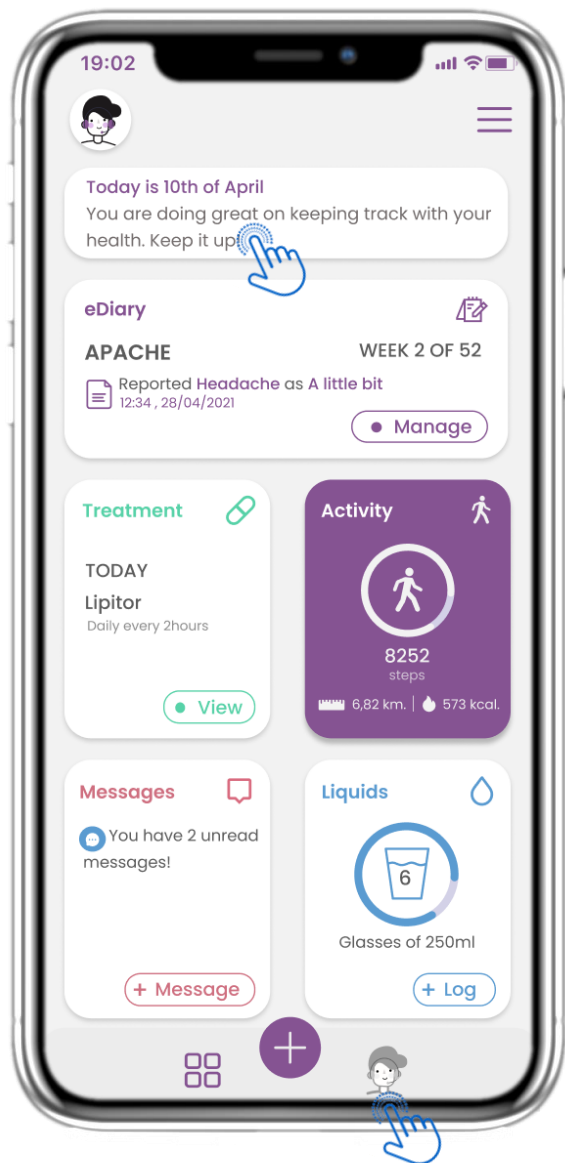 19:02
Today is 10th of April
You are doing great on keeping track with your
health. Keep it up
eDiary
APACHE
WEEK 2 OF 52
Reported Headache as A little bit
12:34 , 28/04/2021
Manage
Treatment
TODAY
Lipitor
Daily every 2hours
View
Activity
8252
steps
6,82 km.
573 kcal.
Messages
You have 2 unread
messages!
+ Message
Liquids
6
Glasses of 250ml
+ Log